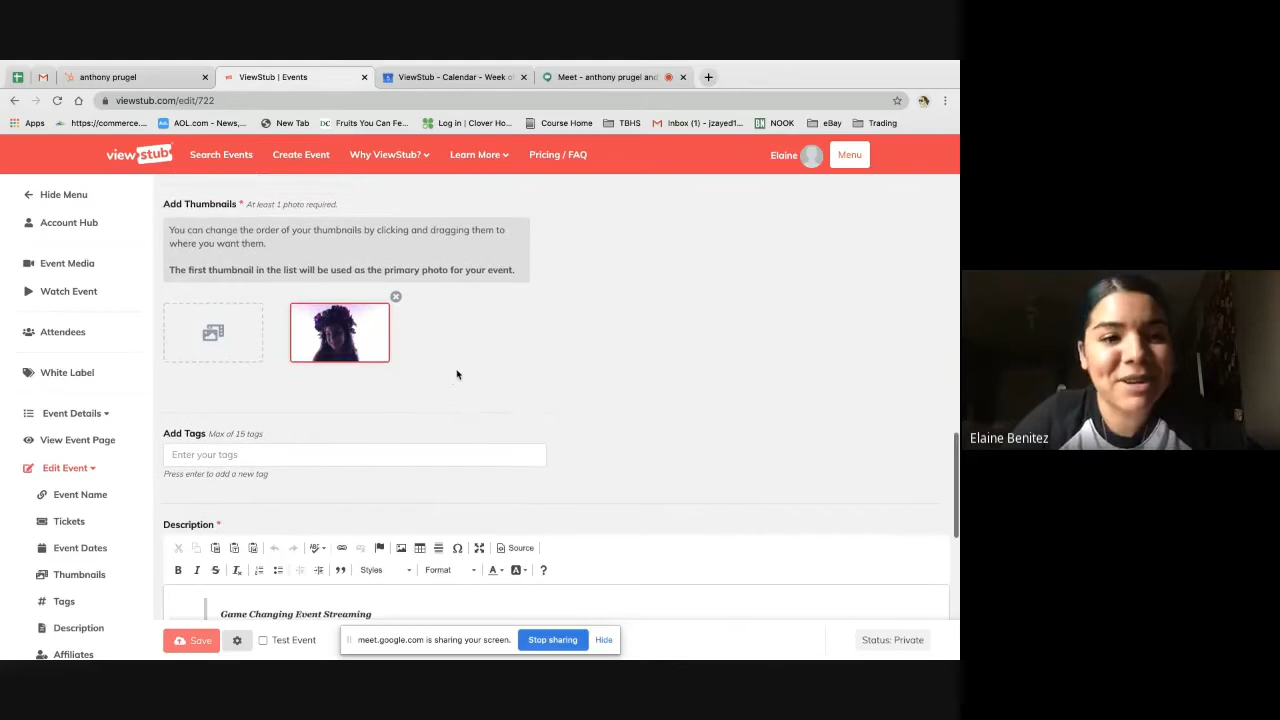 anthony prugel
ViewStub | Events
ViewStub - Calendar - Week o
Meet - anthony prugel and
viewstub.com/edit/722
Apps
https://commerce....
AOL.com - News,...
New Tab
Fruits You Can Fe...
Log in | Clover Ho...
Course Home
TBHS
Inbox (1) - jzayed1...
NOOK
eBay
Trading
view stub
Search Events
Create Event
Why ViewStub?
Learn More
Pricing / FAQ
Elaine
Menu
Hide Menu
Account Hub
Event Media
Watch Event
Attendees
White Label
Event Details
View Event Page
Edit Event
Event Name
Tickets
Event Dates
Thumbnails
Tags
Description
Affiliates
Add Thumbnails * At least 1 photo required.
You can change the order of your thumbnails by clicking and dragging them to
where you want them.
The first thumbnail in the list will be used as the primary photo for your event.
Add Tags Max of 15 tags
Enter your tags
Press enter to add a new tag
Description *
Source
B I S Styles Format A A ?
Game Changing Event Streaming
Save
Test Event
meet.google.com is sharing your screen.
Stop sharing
Hide
Status: Private
Elaine Benitez